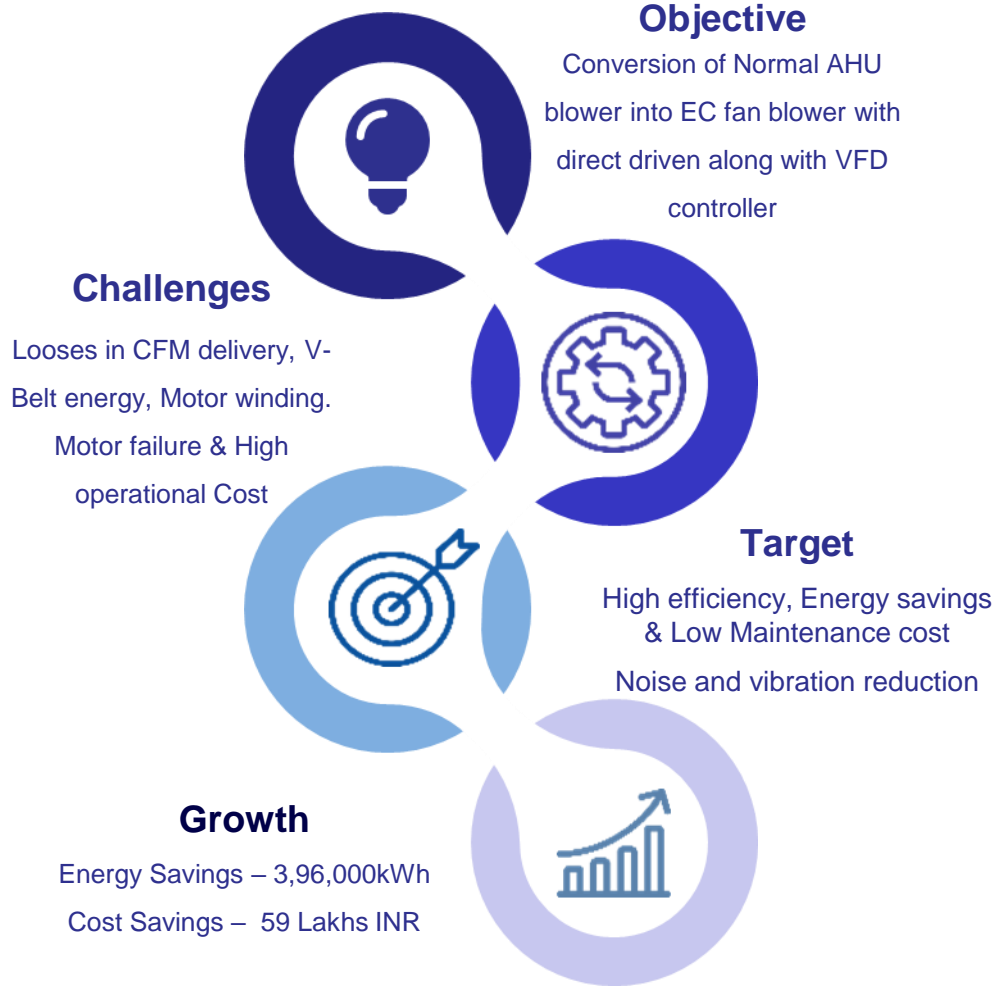 Objective
Conversion of Normal AHU
blower into EC fan blower with
direct driven along with VFD
controller
Challenges
Looses in CFM delivery, V-
Belt energy, Motor winding.
Motor failure & High
operational Cost
Target
High efficiency, Energy savings
& Low Maintenance cost
Noise and vibration reduction
Growth
Energy Savings – 3,96,000kWh
Cost Savings – 59 Lakhs INR